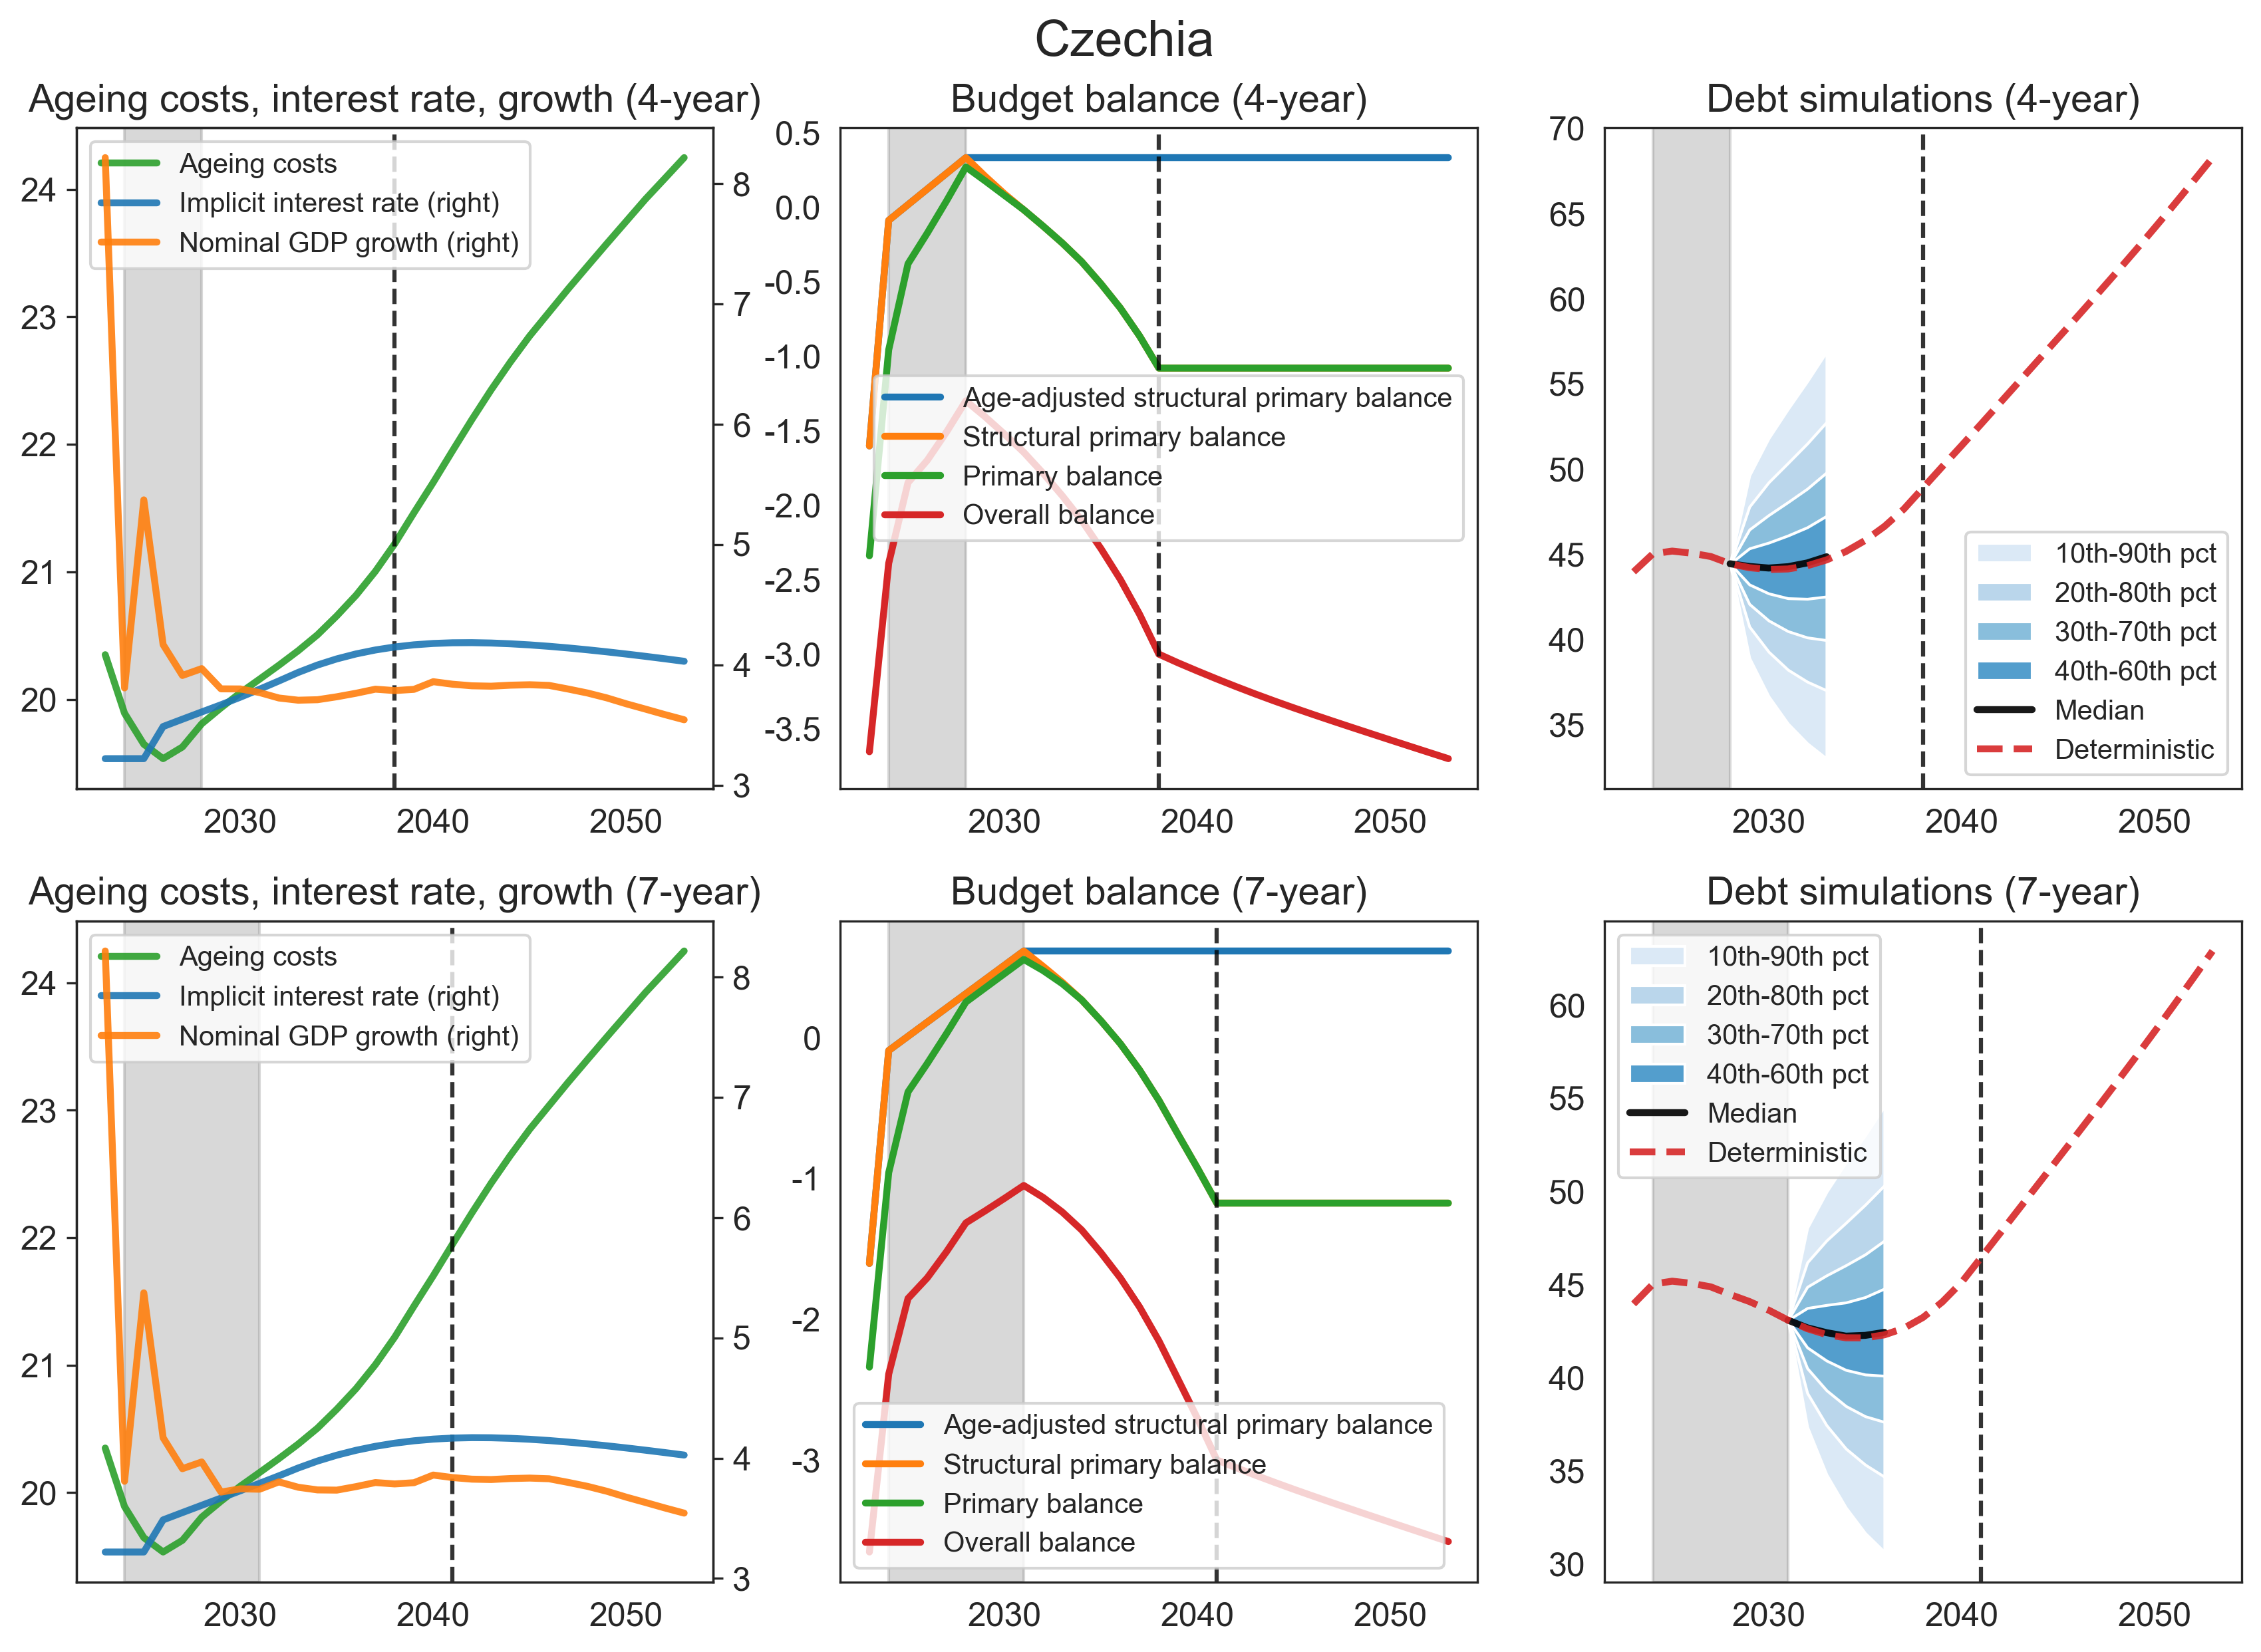 Czechia
Ageing costs, interest rate, growth (4-year)
24
23
22
21
20
8
7
6
5
4
3
2030 2040 2050
Ageing costs
Implicit interest rate (right)
Nominal GDP growth (right)
Budget balance (4-year)
0.5
0.0
-0.5
-1.0
-1.5
-2.0
-2.5
-3.0
-3.5
2030 2040 2050
Age-adjusted structural primary balance
Structural primary balance
Primary balance
Overall balance
Debt simulations (4-year)
70
65
60
55
50
45
40
35
2030 2040 2050
10th-90th pct
20th-80th pct
30th-70th pct
40th-60th pct
Median
Deterministic
Ageing costs, interest rate, growth (7-year)
24
23
22
21
20
8
7
6
5
4
3
2030 2040 2050
Ageing costs
Implicit interest rate (right)
Nominal GDP growth (right)
Budget balance (7-year)
0
-1
-2
-3
2030 2040 2050
Age-adjusted structural primary balance
Structural primary balance
Primary balance
Overall balance
Debt simulations (7-year)
60
55
50
45
40
35
30
2030 2040 2050
10th-90th pct
20th-80th pct
30th-70th pct
40th-60th pct
Median
Deterministic